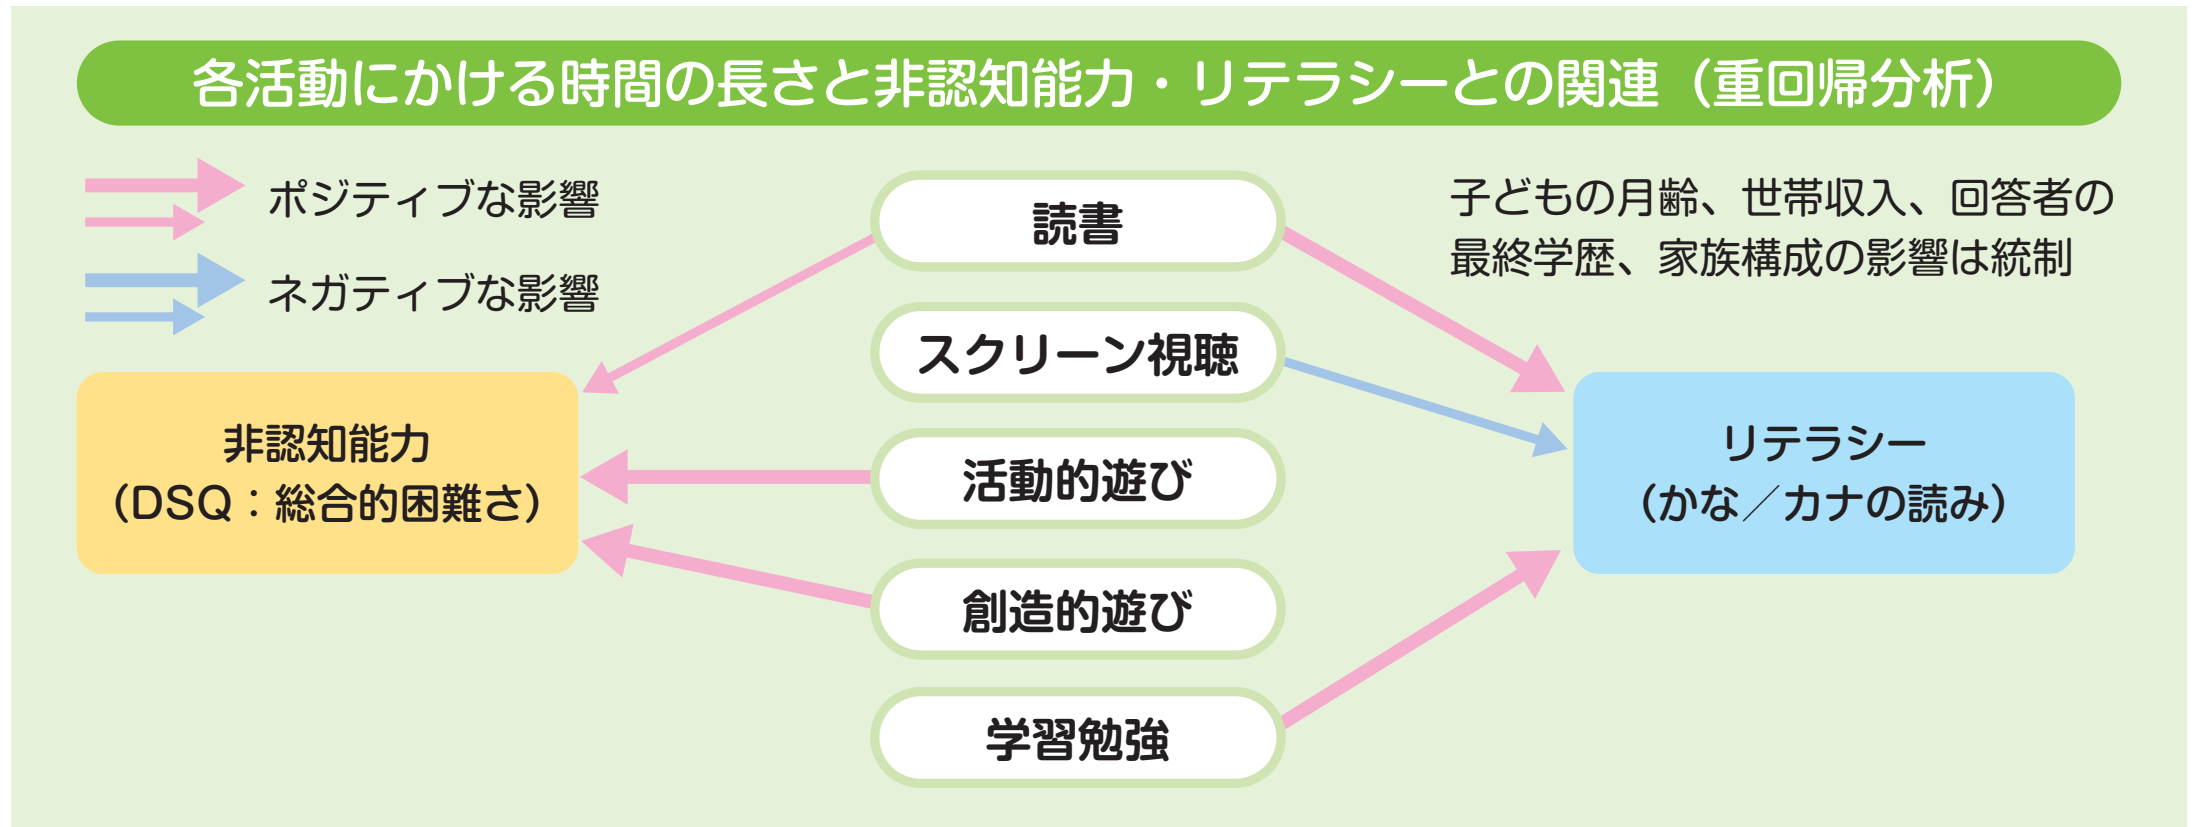 各活動にかける時間の長さと非認知能力・リテラシーとの関連（重回帰分析）
ポジティブな影響
ネガティブな影響
子どもの月齢、世帯収入、回答者の
最終学歴、家族構成の影響は統制
読書
スクリーン視聴
活動的遊び
創造的遊び
学習勉強
非認知能力
（DSQ：総合的困難さ）
リテラシー
（かな／カナの読み）